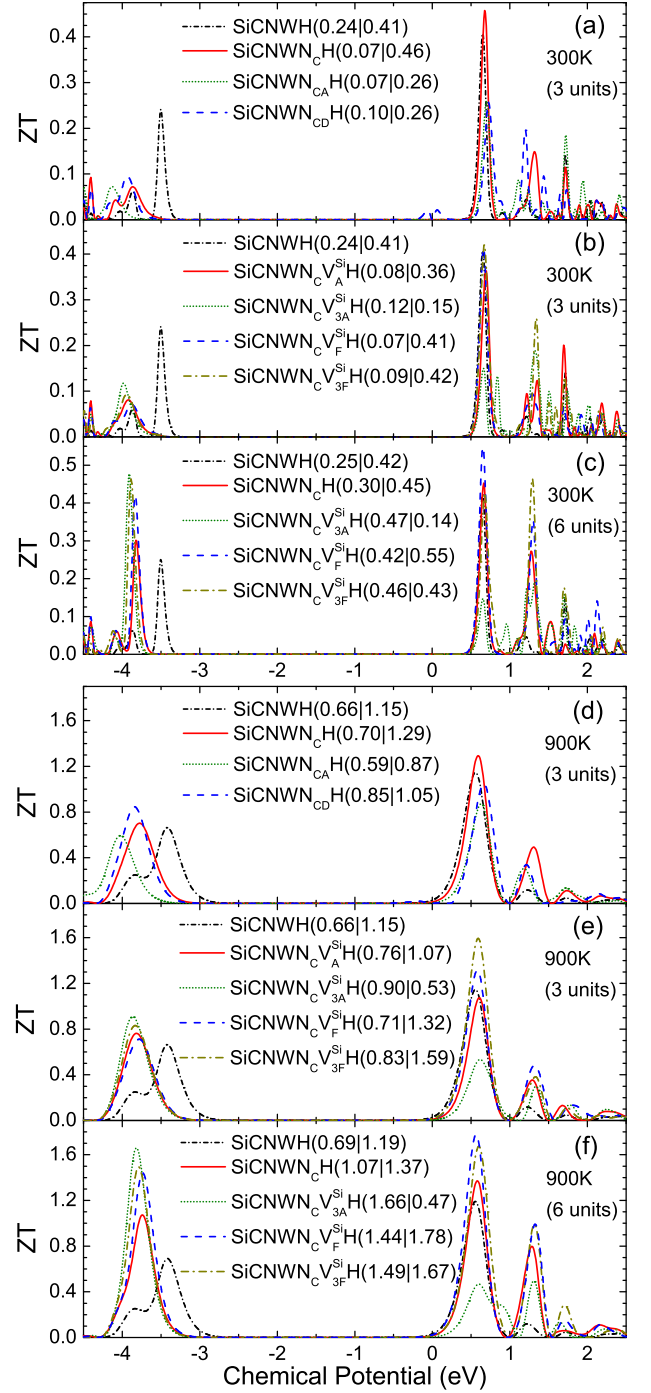 (a)
SiCNWH(0.24|0.41)
SiCNWN_CH(0.07|0.46)
SiCNWN_CAH(0.07|0.26)
SiCNWN_CDH(0.10|0.26)
300K
(3 units)
ZT
0.4
0.3
0.2
0.1
0.0
(b)
SiCNWH(0.24|0.41)
SiCNWN_CV_A^SiH(0.08|0.36)
SiCNWN_CV_3A^SiH(0.12|0.15)
SiCNWN_CV_F^SiH(0.07|0.41)
SiCNWN_CV_3F^SiH(0.09|0.42)
300K
(3 units)
ZT
0.4
0.3
0.2
0.1
0.0
(c)
SiCNWH(0.25|0.42)
SiCNWN_CH(0.30|0.45)
SiCNWN_CV_3A^SiH(0.47|0.14)
SiCNWN_CV_F^SiH(0.42|0.55)
SiCNWN_CV_3F^SiH(0.46|0.43)
300K
(6 units)
ZT
0.5
0.4
0.3
0.2
0.1
0.0
-4 -3 -2 -1 0 1 2
(d)
SiCNWH(0.66|1.15)
SiCNWN_CH(0.70|1.29)
SiCNWN_CAH(0.59|0.87)
SiCNWN_CDH(0.85|1.05)
900K
(3 units)
ZT
1.6
1.2
0.8
0.4
0.0
(e)
SiCNWH(0.66|1.15)
SiCNWN_CV_A^SiH(0.76|1.07)
SiCNWN_CV_3A^SiH(0.90|0.53)
SiCNWN_CV_F^SiH(0.71|1.32)
SiCNWN_CV_3F^SiH(0.83|1.59)
900K
(3 units)
ZT
1.6
1.2
0.8
0.4
0.0
(f)
SiCNWH(0.69|1.19)
SiCNWN_CH(1.07|1.37)
SiCNWN_CV_3A^SiH(1.66|0.47)
SiCNWN_CV_F^SiH(1.44|1.78)
SiCNWN_CV_3F^SiH(1.49|1.67)
900K
(6 units)
ZT
1.6
1.2
0.8
0.4
0.0
-4 -3 -2 -1 0 1 2
Chemical Potential (eV)